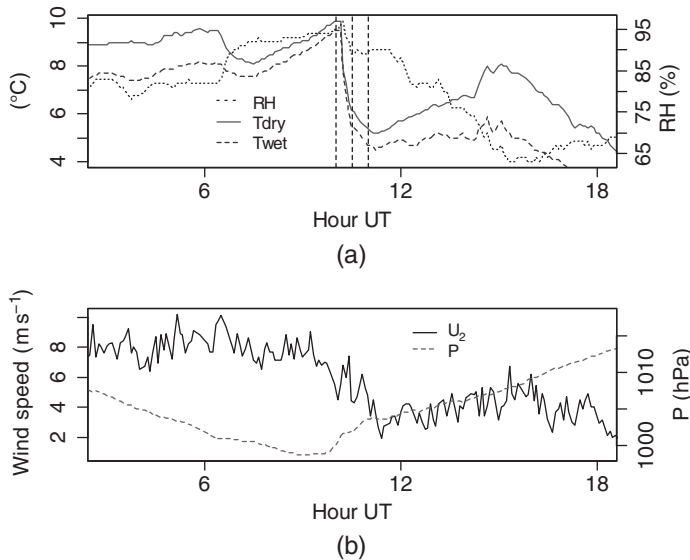 10
8
6
4
(°C)
95
85
75
65
RH (%)
RH
Tdry
Twet
6
12
18
Hour UT
(a)
8
6
4
2
Wind speed (m s⁻¹)
1010
1000
P (hPa)
U₂
P
6
12
18
Hour UT
(b)